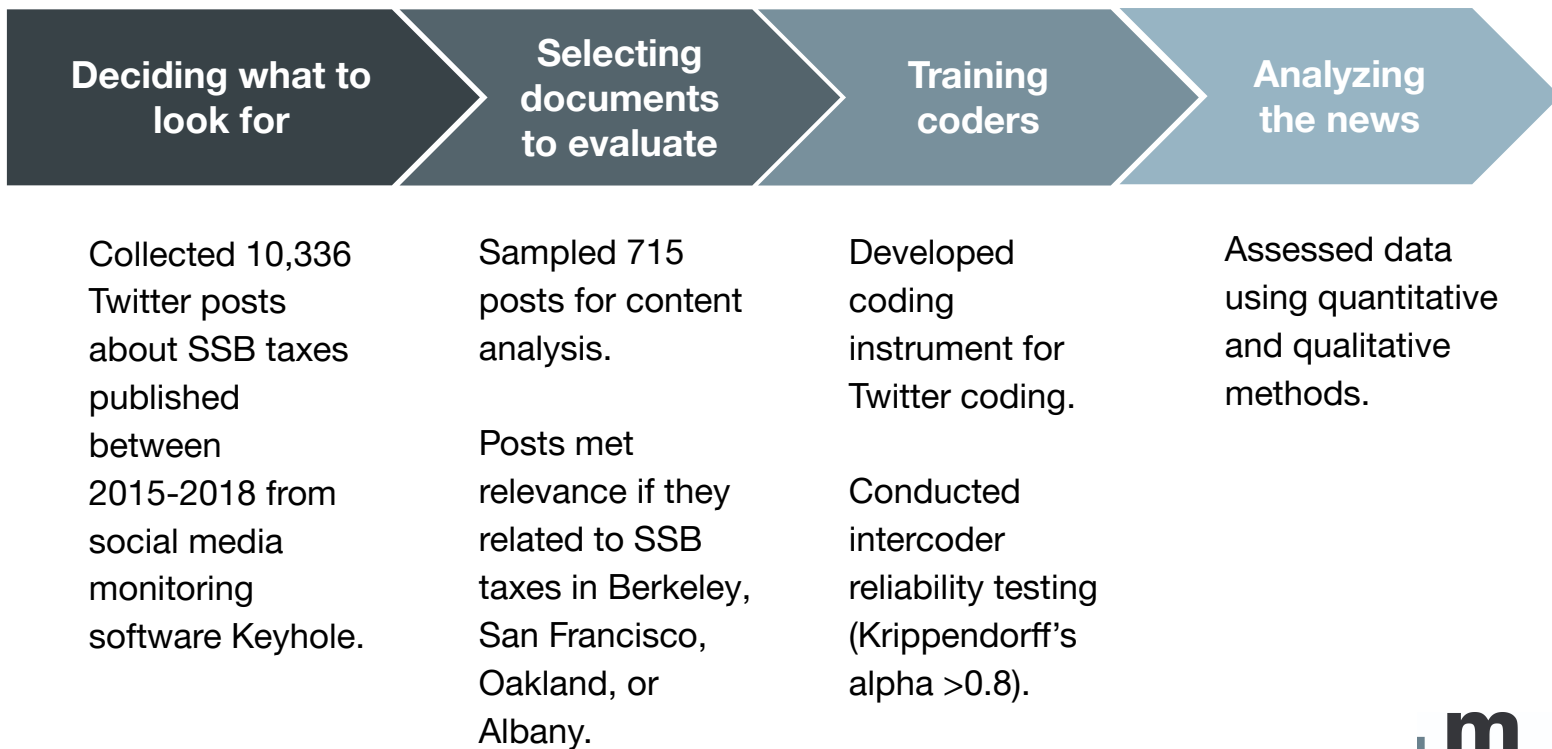 Deciding what to
look for
Selecting
documents
to evaluate
Training
coders
Analyzing
the news
Collected 10,336
Twitter posts
about SSB taxes
published
between
2015-2018 from
social media
monitoring
software Keyhole.
Sampled 715
posts for content
analysis.
Posts met
relevance if they
related to SSB
taxes in Berkeley,
San Francisco,
Oakland, or
Albany.
Developed
coding
instrument for
Twitter coding.
Conducted
intercoder
reliability testing
(Krippendorff’s
alpha >0.8).
Assessed data
using quantitative
and qualitative
methods.
m